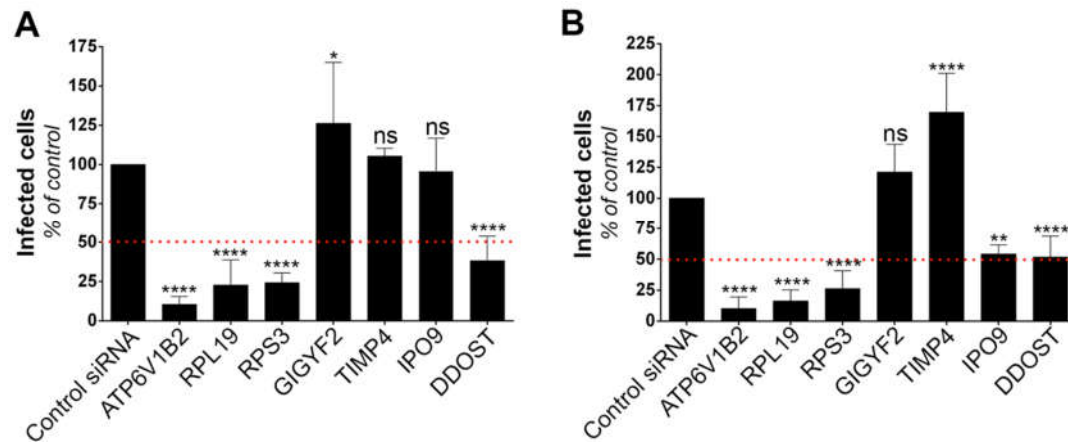 A
Infected cells
% of control
175
150
125
100
75
50
25
0
****
****
****
*
ns
ns
****
Control siRNA
ATP6V1B2
RPL19
RPS3
GIGYF2
TIMP4
IPO9
DDOST
B
Infected cells
% of control
225
200
175
150
125
100
75
50
25
0
****
****
****
ns
****
**
****
Control siRNA
ATP6V1B2
RPL19
RPS3
GIGYF2
TIMP4
IPO9
DDOST